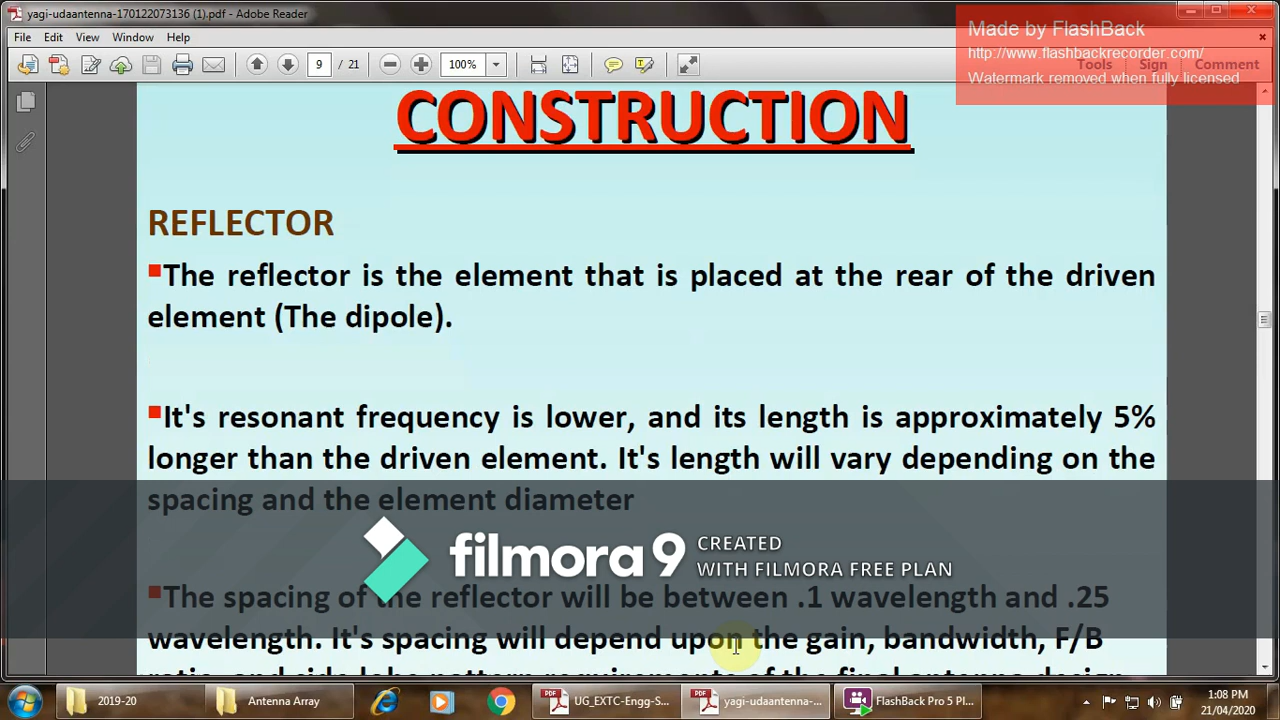 yagi-udaantenna-170122073136 (1).pdf - Adobe Reader
Made by FlashBack
http://www.flashbackrecorder.com/
Watermark removed when fully licensed
File Edit View Window Help
9 / 21 100% Tools Sign Comment
CONSTRUCTION
REFLECTOR
The reflector is the element that is placed at the rear of the driven
element (The dipole).
It's resonant frequency is lower, and its length is approximately 5%
longer than the driven element. It's length will vary depending on the
spacing and the element diameter
filmora 9 CREATED
WITH FILMORA FREE PLAN
The spacing of the reflector will be between .1 wavelength and .25
wavelength. It's spacing will depend upon the gain, bandwidth, F/B
2019-20 Antenna Array UG_EXTC-Engg-S... yagi-udaantenna-... FlashBack Pro 5 Pl...
1:08 PM
21/04/2020